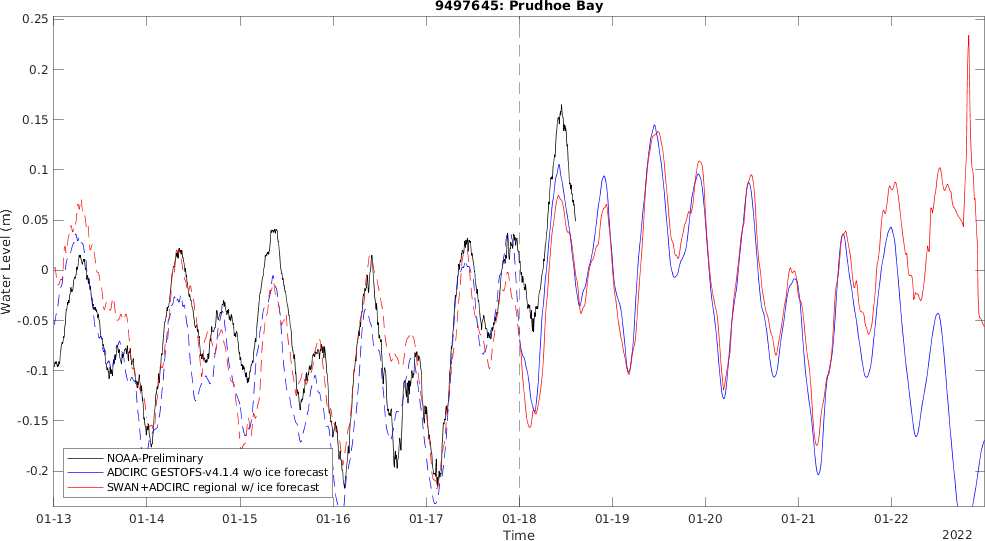 9497645: Prudhoe Bay
0.25
0.2
0.15
0.1
0.05
0
-0.05
-0.1
-0.15
-0.2
Water Level (m)
NOAA-Preliminary
ADCIRC GESTOFS-v4.1.4 w/o ice forecast
SWAN+ADCIRC regional w/ ice forecast
01-13 01-14 01-15 01-16 01-17 01-18 01-19 01-20 01-21 01-22
Time
2022